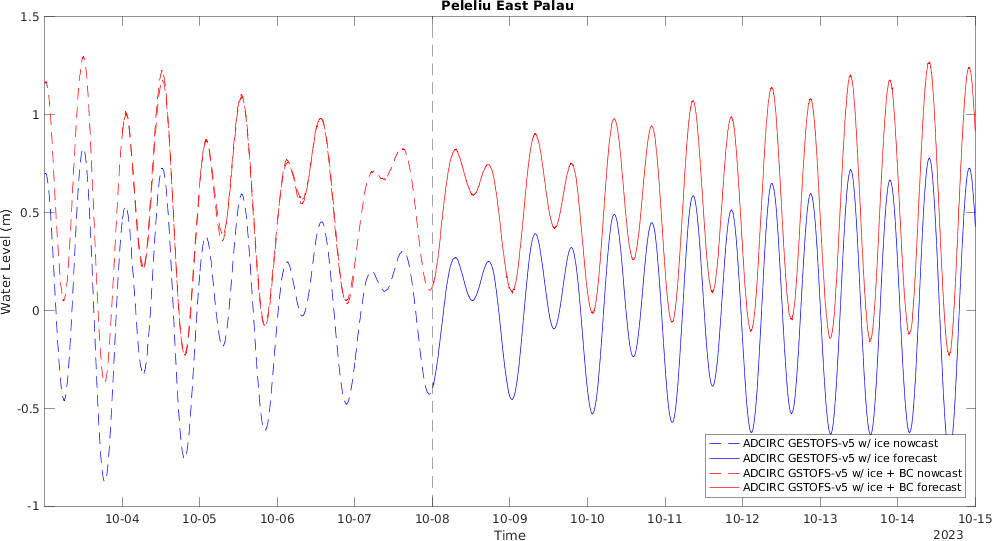 Peleliu East Palau
1.5
1
0.5
0
-0.5
-1
Water Level (m)
ADCIRC GESTOFS-v5 w/ ice nowcast
ADCIRC GESTOFS-v5 w/ ice forecast
ADCIRC GSTOFS-v5 w/ ice + BC nowcast
ADCIRC GSTOFS-v5 w/ ice + BC forecast
10-04 10-05 10-06 10-07 10-08 10-09 10-10 10-11 10-12 10-13 10-14 10-15
Time
2023